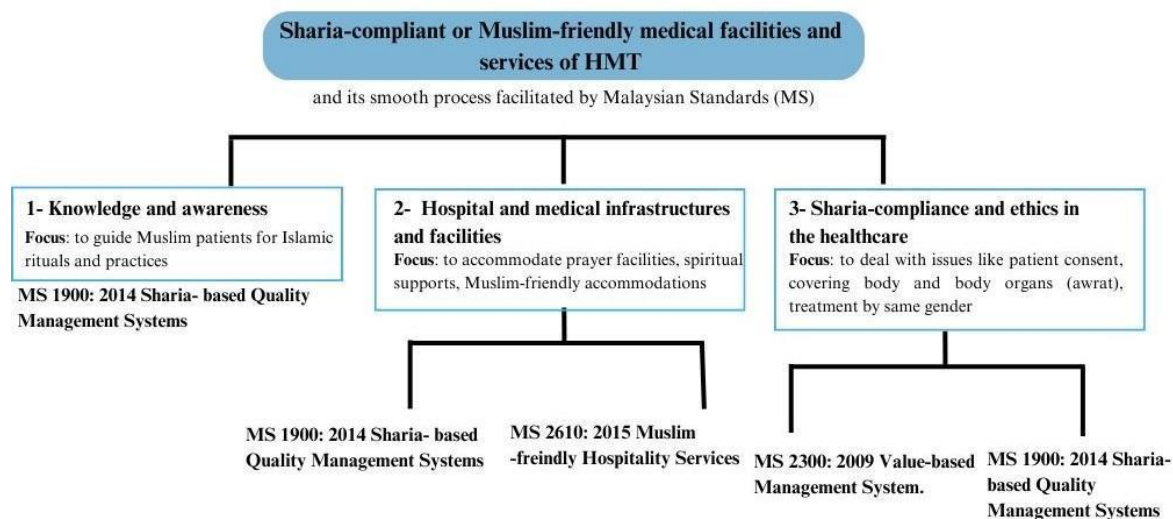 Sharia-compliant or Muslim-friendly medical facilities and
services of HMT
and its smooth process facilitated by Malaysian Standards (MS)
1- Knowledge and awareness
Focus: to guide Muslim patients for Islamic
rituals and practices
MS 1900: 2014 Sharia- based Quality
Management Systems
2- Hospital and medical infrastructures
and facilities
Focus: to accommodate prayer facilities, spiritual
supports, Muslim-friendly accommodations
MS 1900: 2014 Sharia- based
Quality Management Systems
MS 2610: 2015 Muslim
-freindly Hospitality Services
3- Sharia-compliance and ethics in
the healthcare
Focus: to deal with issues like patient consent,
covering body and body organs (awrat),
treatment by same gender
MS 2300: 2009 Value-based
Management System.
MS 1900: 2014 Sharia-
based Quality
Management Systems